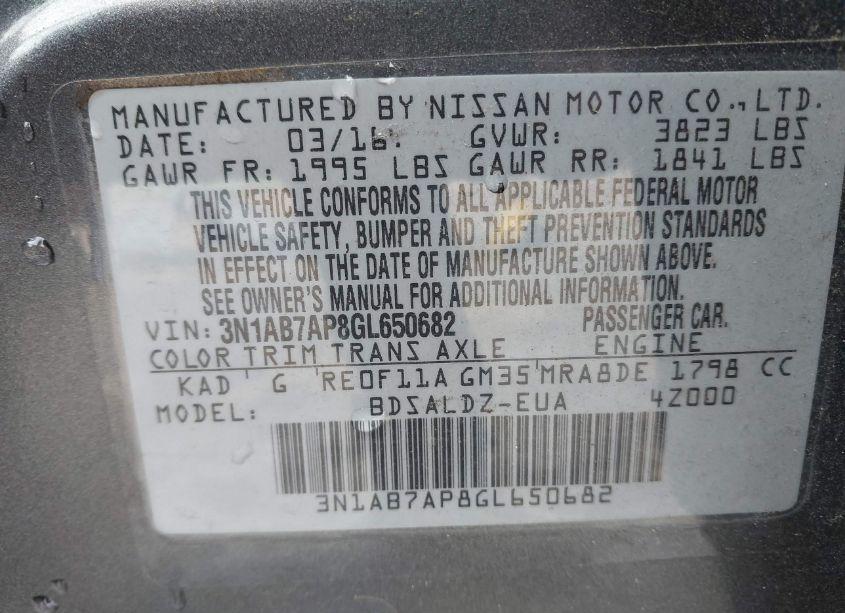 MANUFACTURED BY NISSAN MOTOR CO., LTD.
DATE: 03/16 GVWR: 3823 LBS
GAWR FR: 1995 LBS GAWR RR: 1841 LBS
THIS VEHICLE CONFORMS TO ALL APPLICABLE FEDERAL MOTOR
VEHICLE SAFETY, BUMPER AND THEFT PREVENTION STANDARDS
IN EFFECT ON THE DATE OF MANUFACTURE SHOWN ABOVE.
SEE OWNER'S MANUAL FOR ADDITIONAL INFORMATION.
VIN: 3N1AB7AP8GL650682 PASSENGER CAR.
COLOR TRIM TRANS AXLE ENGINE
KAD G RE0F11A GM35 MRA8DE 1798 CC
MODEL: BDSALDZ-EUA 4Z000
3N1AB7AP8GL650682